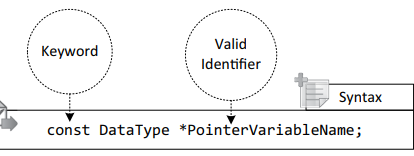 Keyword
Valid
Identifier
Syntax
const DataType *PointerVariableName;